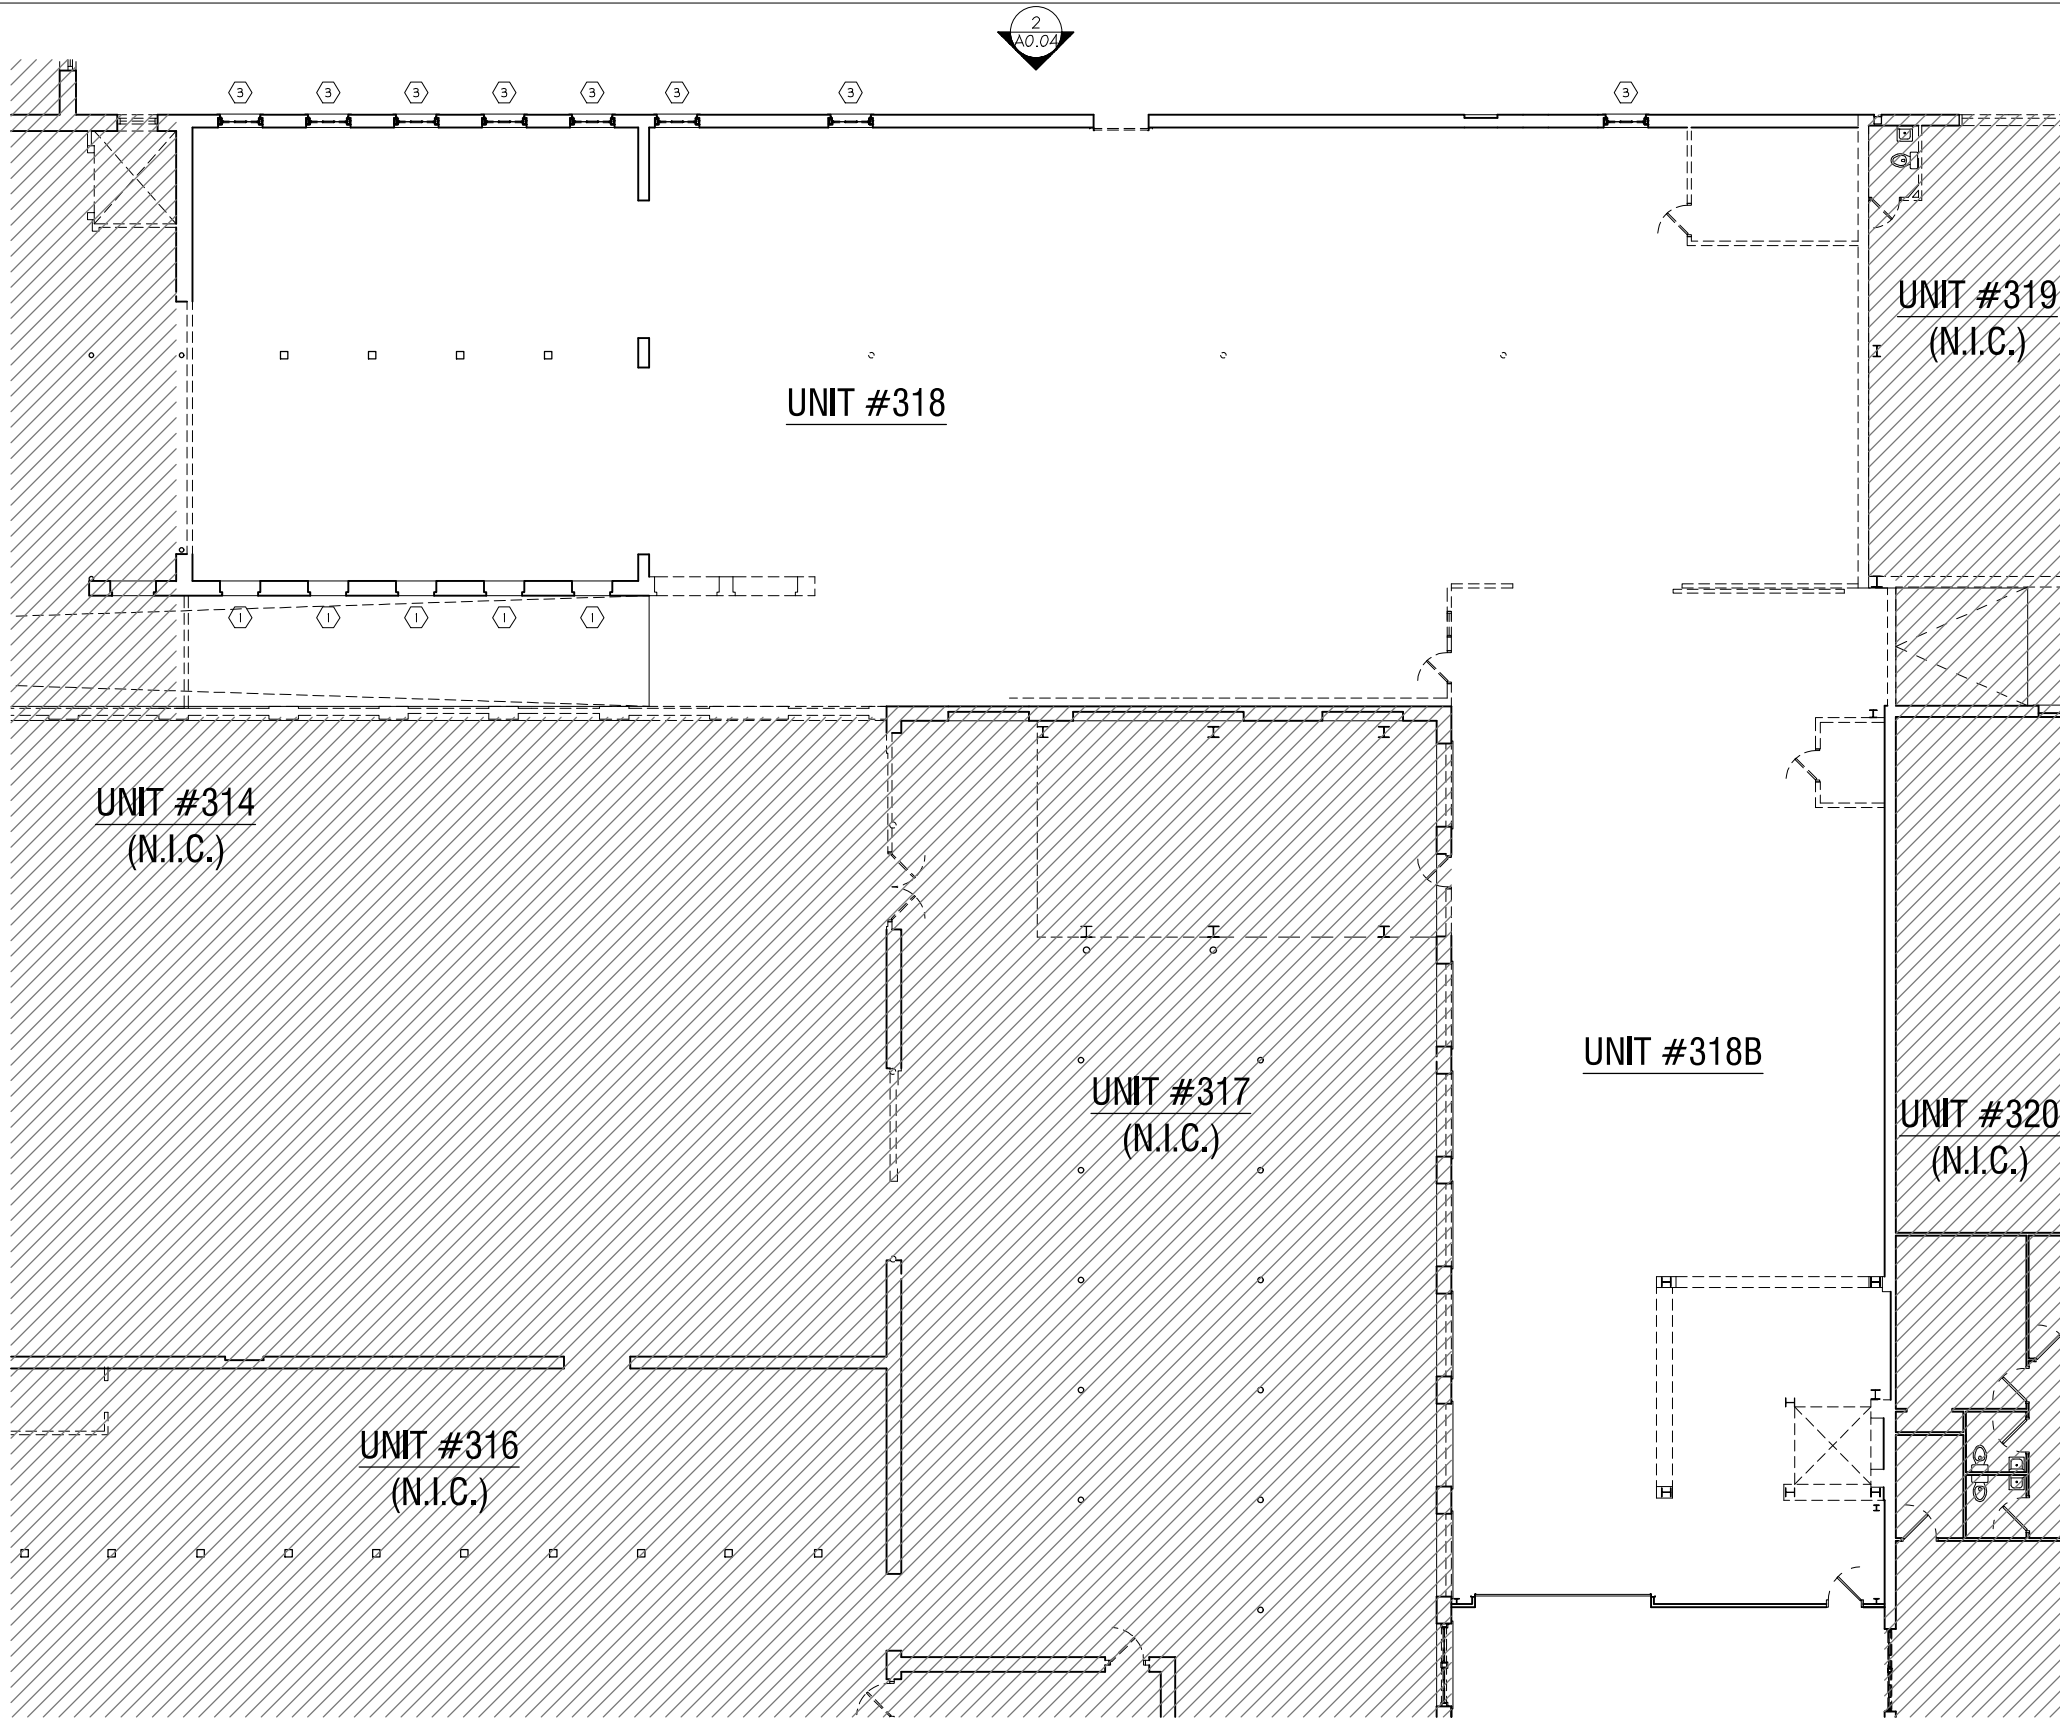 2
A0.04
3 3 3 3 3 3 3 3
UNIT #319
(N.I.C.)
UNIT #318
1 1 1 1 1
UNIT #314
(N.I.C.)
UNIT #318B
UNIT #317
(N.I.C.)
UNIT #320
(N.I.C.)
UNIT #316
(N.I.C.)